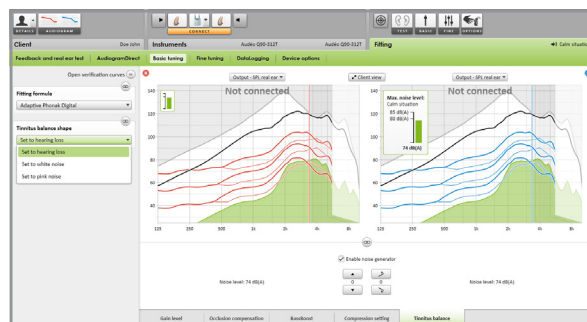 DETAILS AUDIOGRAM
CONNECT
TEST BASIC FINE OPTIONS
Client Doe John
Instruments Audéo Q90-312T Audéo Q90-312T
Fitting Calm situation
Feedback and real ear test AudiogramDirect Basic tuning Fine tuning DataLogging Device options
Open verification curves
Fitting formula
Adaptive Phonak Digital
Tinnitus balance shape
Set to hearing loss
Set to hearing loss
Set to white noise
Set to pink noise
Output - SPL real ear
Client view
Output - SPL real ear
Not connected
Not connected
Max. noise level:
Calm situation
85 dB(A)
80 dB(A)
74 dB(A)
140
120
100
80
60
40
125 250 500 1k 2k 4k 8k
140
120
100
80
60
40
125 250 500 1k 2k 4k 8k
Enable noise generator
Noise level: 74 dB(A)
0 0
Noise level: 74 dB(A)
Gain level Occlusion compensation BassBoost Compression setting Tinnitus balance